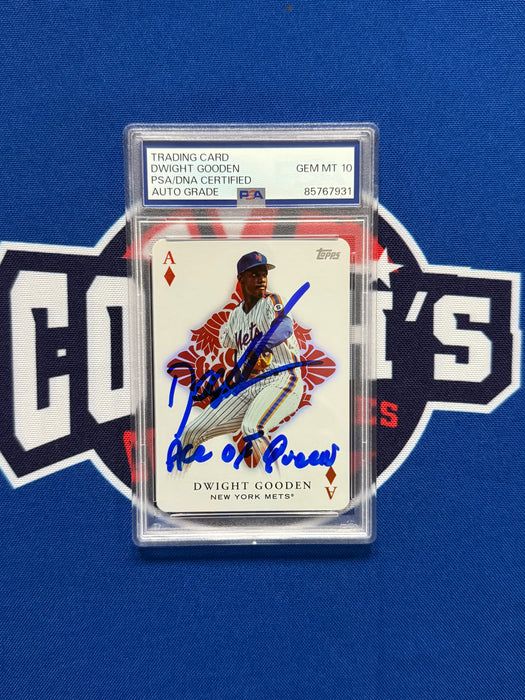 TRADING CARD
DWIGHT GOODEN
PSA/DNA CERTIFIED
AUTO GRADE
GEM MT 10
PSA
85767931
A
Topps
Mets
Ace of Queens
DWIGHT GOODEN
NEW YORK METS®
A
'S
ES